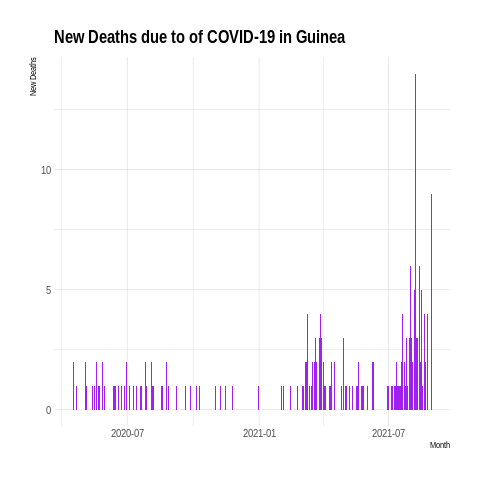 New Deaths due to of COVID-19 in Guinea
New Deaths
10
5
0
2020-07
2021-01
2021-07
Month